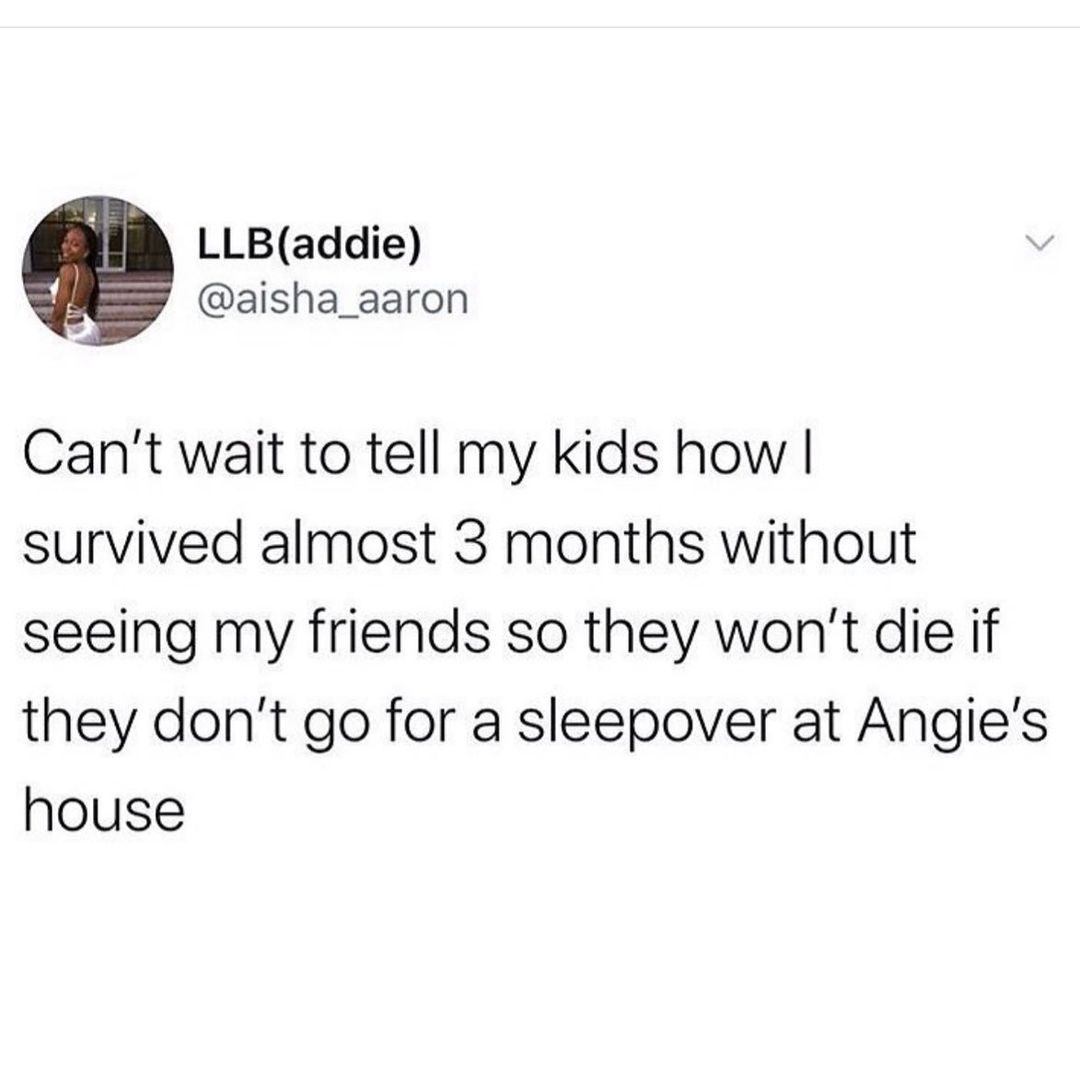 LLB(addie)
@aisha_aaron
Can't wait to tell my kids how I
survived almost 3 months without
seeing my friends so they won't die if
they don't go for a sleepover at Angie's
house